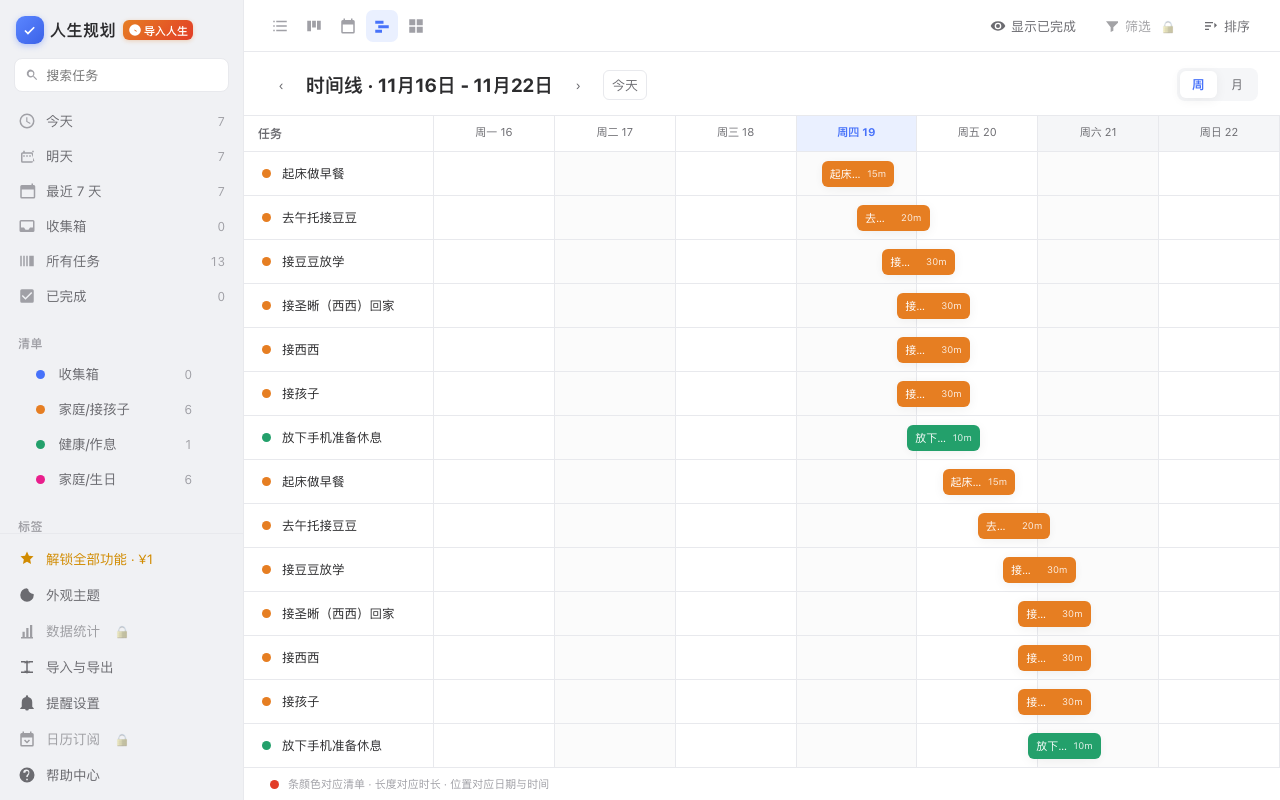 人生规划
导入人生
搜索任务
今天 7
明天 7
最近 7 天 7
收集箱 0
所有任务 13
已完成 0
清单
收集箱 0
家庭/接孩子 6
健康/作息 1
家庭/生日 6
标签
解锁全部功能 · ¥1
外观主题
数据统计
导入与导出
提醒设置
日历订阅
帮助中心
显示已完成 筛选 排序
‹ 时间线 · 11月16日 - 11月22日 › 今天 周 月
任务 周一 16 周二 17 周三 18 周四 19 周五 20 周六 21 周日 22
起床做早餐 起床... 15m
去午托接豆豆 去... 20m
接豆豆放学 接... 30m
接圣晰（西西）回家 接... 30m
接西西 接... 30m
接孩子 接... 30m
放下手机准备休息 放下... 10m
起床做早餐 起床... 15m
去午托接豆豆 去... 20m
接豆豆放学 接... 30m
接圣晰（西西）回家 接... 30m
接西西 接... 30m
接孩子 接... 30m
放下手机准备休息 放下... 10m
条颜色对应清单 · 长度对应时长 · 位置对应日期与时间